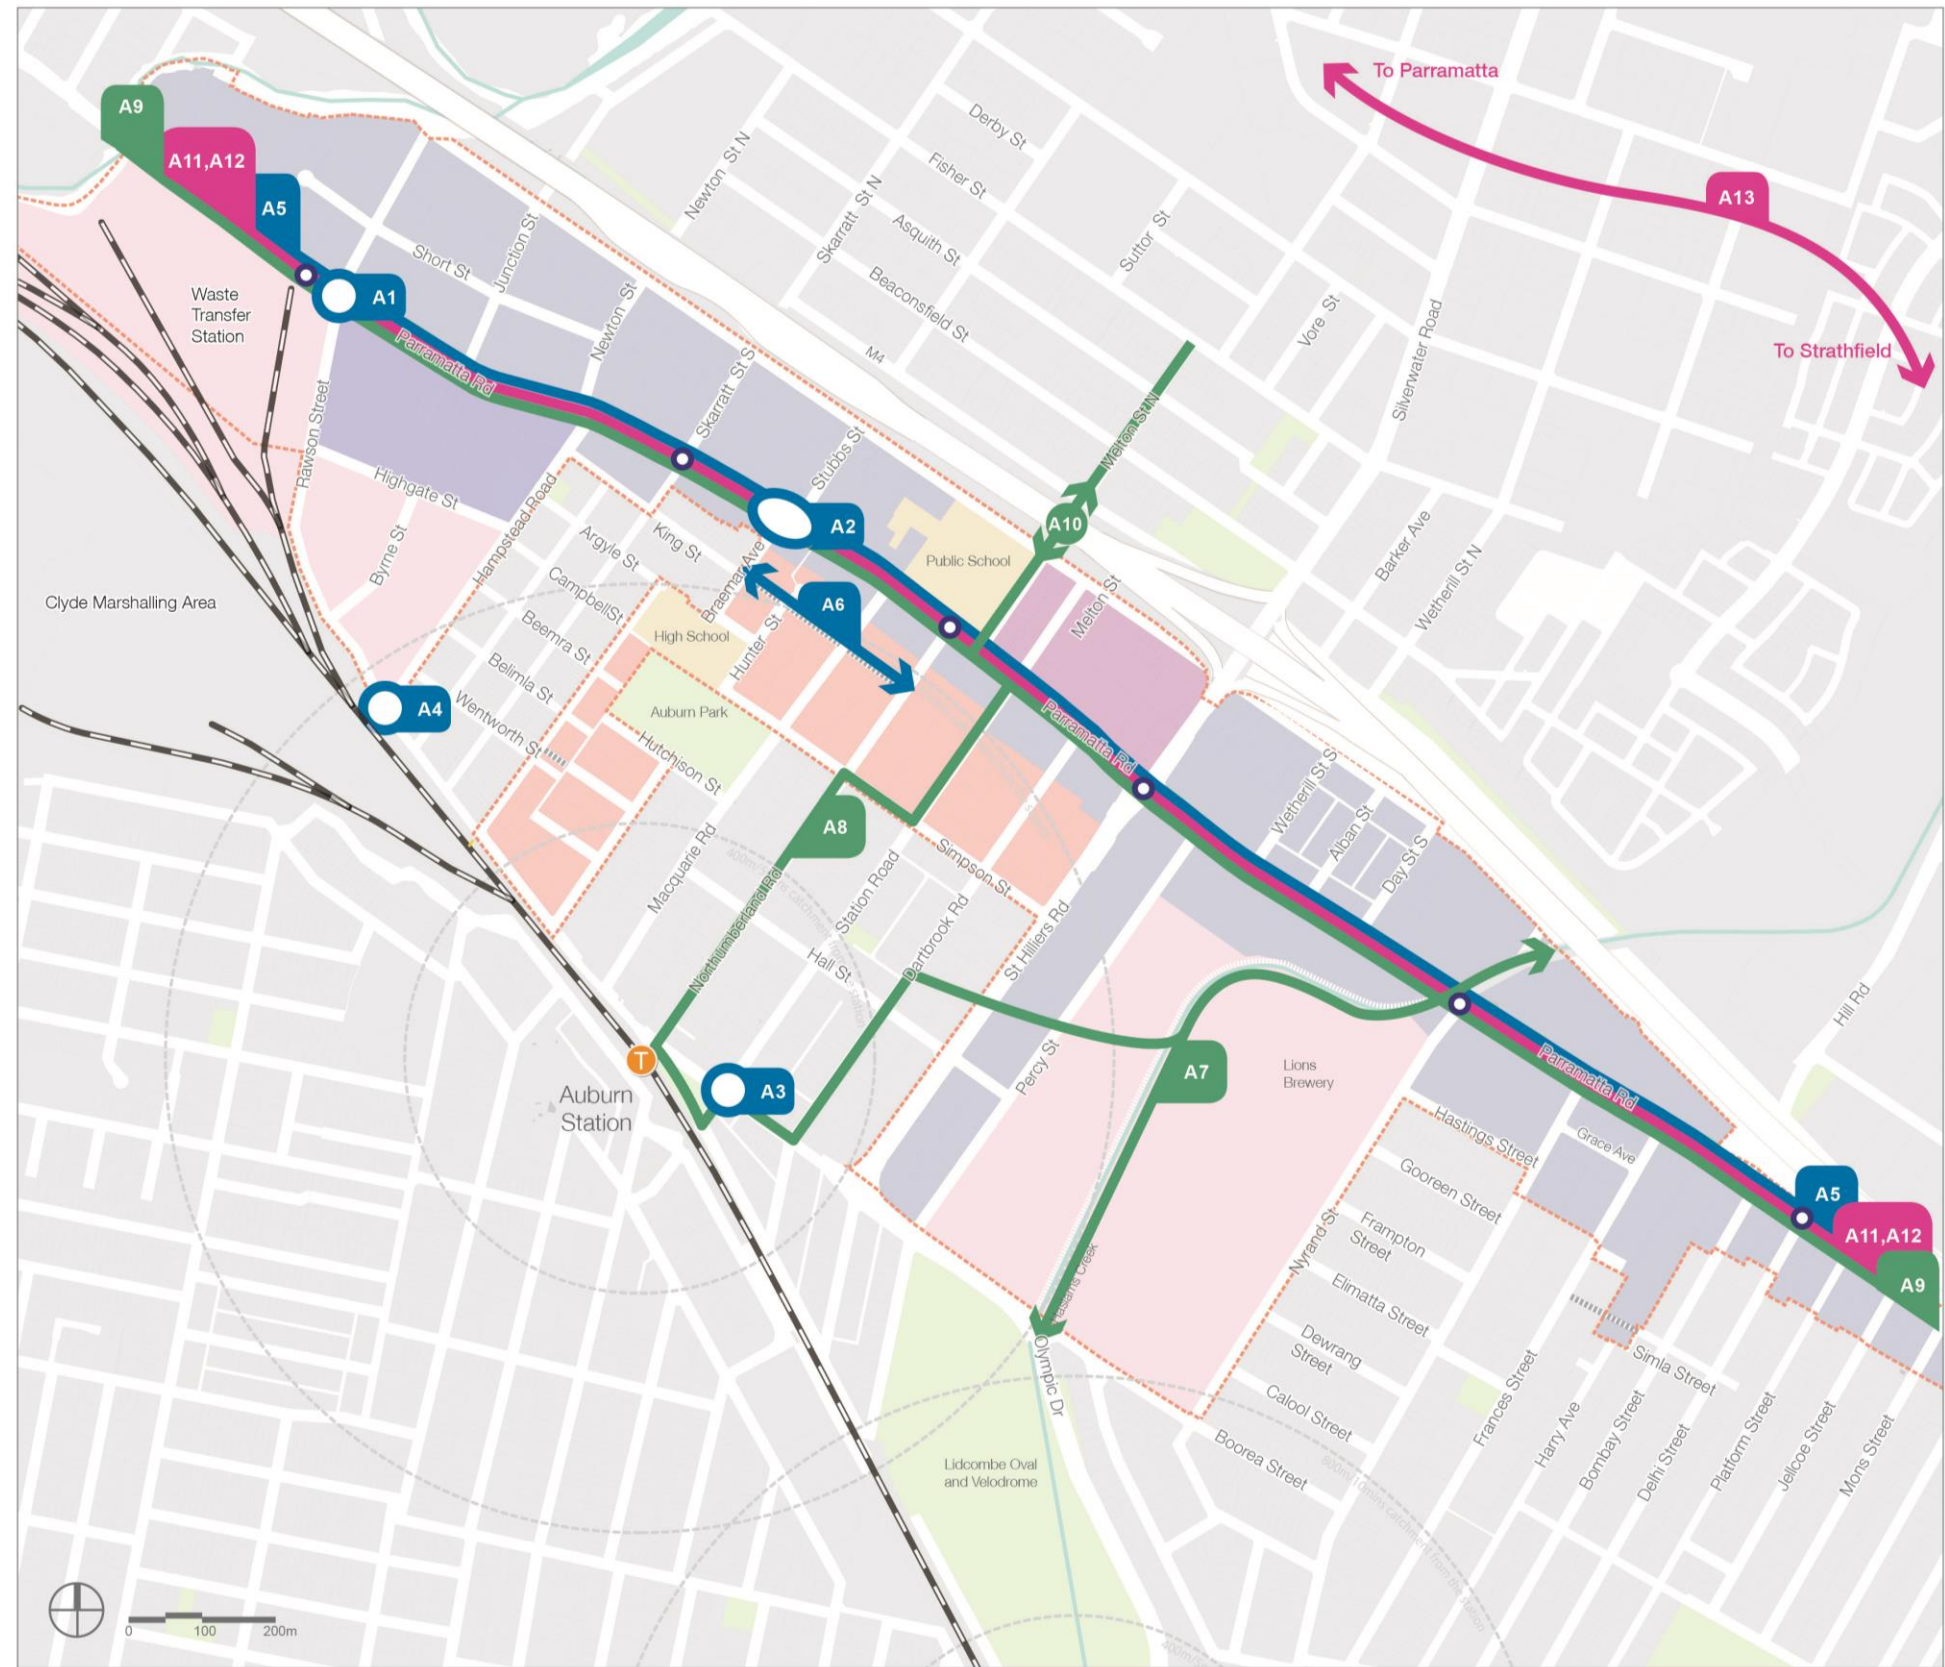 To Parramatta
A13
To Strathfield
A9
A11,A12
A5
A1
Waste
Transfer
Station
Parramatta Rd
Short St
Junction St
Newton St
Skarratt St S
Stubbs St
Newton St N
Skarratt St N
Derby St
Fisher St
Asquith St
Beaconsfield St
M4
Suttor St
Vore St
Silverwater Road
Melton St N
A10
Barker Ave
Wetherill St N
Rawson Street
Highgate St
Byrne St
Hampstead Road
Clyde Marshalling Area
King St
Argyle St
CampbellSt
Beemra St
Belimla St
Wentworth St
A2
Braemar Ave
A6
High School
Hunter St
Public School
Melton St
A4
Auburn Park
Hutchison St
Parramatta Rd
A8
Macquarie Rd
Northumberland Rd
Station Road
Simpson St
Dartbrook Rd
Hall St
St Hilliers Rd
Wetherill St S
Alban St
Day St S
Hill Rd
T
Auburn
Station
A3
Percy St
A7
Lions
Brewery
Parramatta Rd
Hastings Street
Grace Ave
Gooreen Street
Frampton
Street
Elimatta Street
Dewrang
Street
Calool Street
Boorea Street
Nyrand St
Olympic Dr
Lidcombe Oval
and Velodrome
A5
A11,A12
A9
Simla Street
Frances Street
Harry Ave
Bombay Street
Delhi Street
Platform Street
Jellicoe Street
Mons Street
800m/10mins catchment from the station
0 100 200m